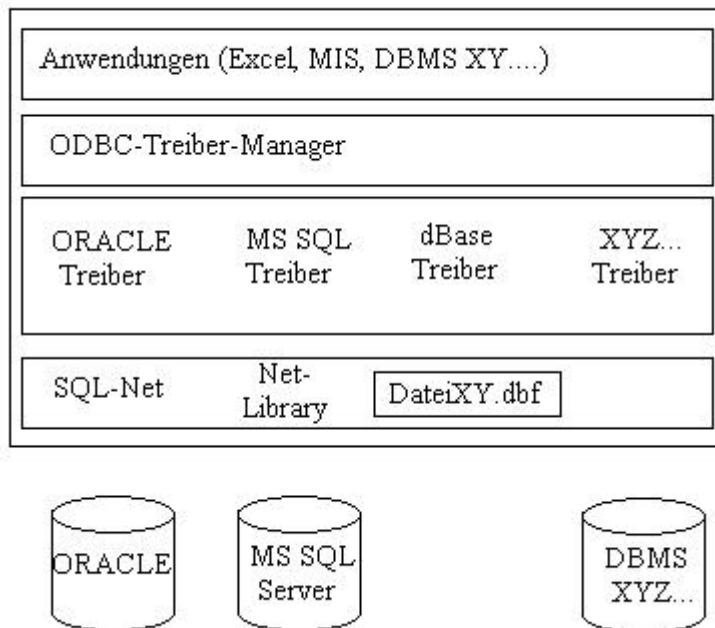 Anwendungen (Excel, MIS, DBMS XY....)
ODBC-Treiber-Manager
ORACLE
Treiber
MS SQL
Treiber
dBase
Treiber
XYZ...
Treiber
SQL-Net
Net-
Library
DateiXY.dbf
ORACLE
MS SQL
Server
DBMS
XYZ...